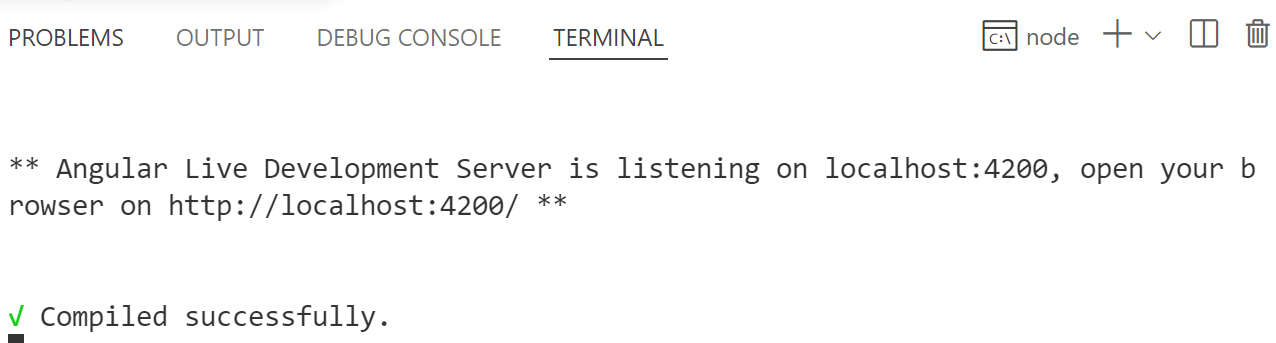 PROBLEMS OUTPUT DEBUG CONSOLE TERMINAL C:\ node
** Angular Live Development Server is listening on localhost:4200, open your b
rowser on http://localhost:4200/ **
√ Compiled successfully.